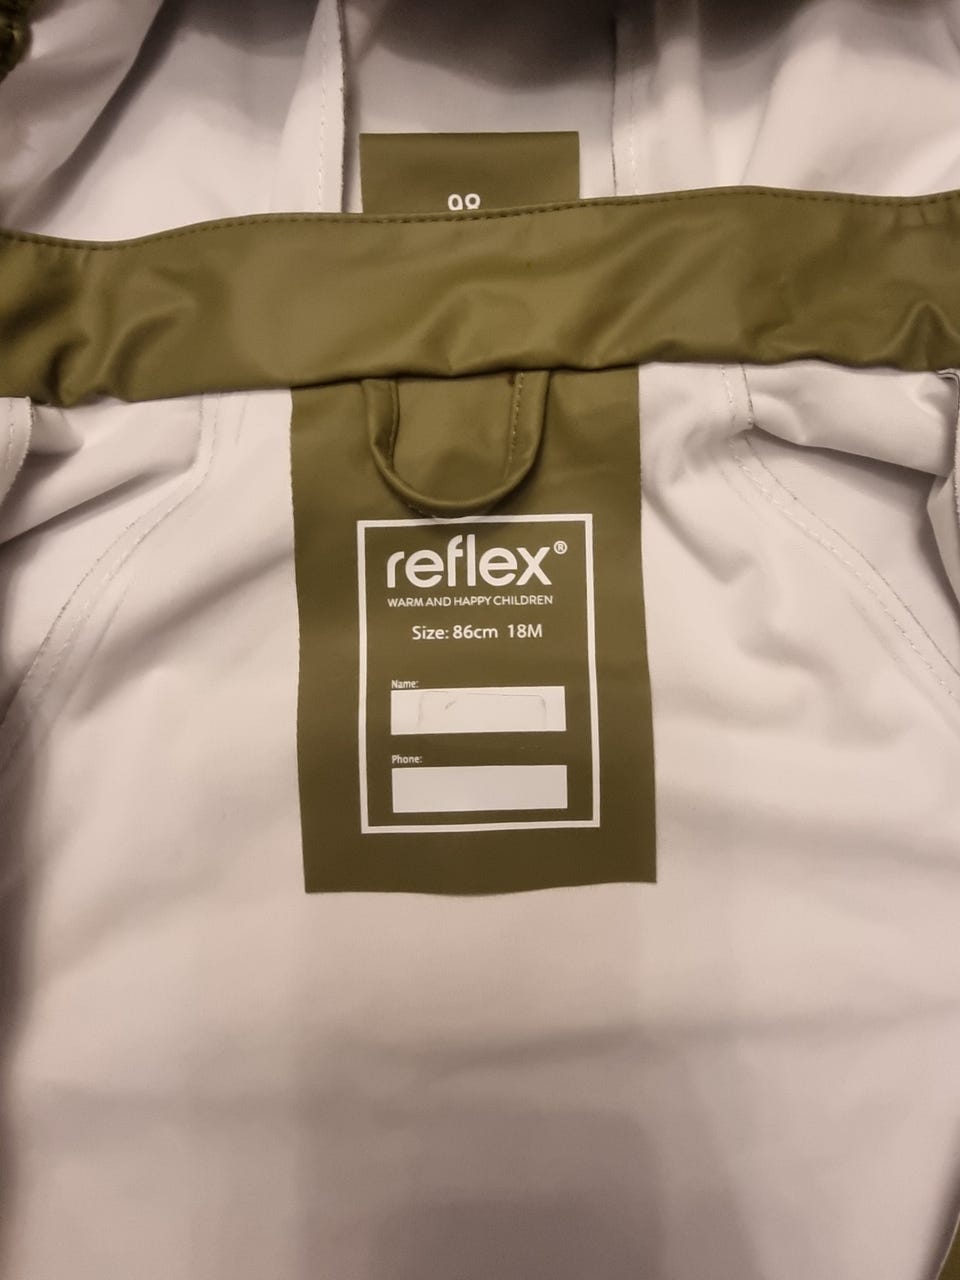 reflex®
WARM AND HAPPY CHILDREN
Size: 86cm 18M
Name:
Phone: